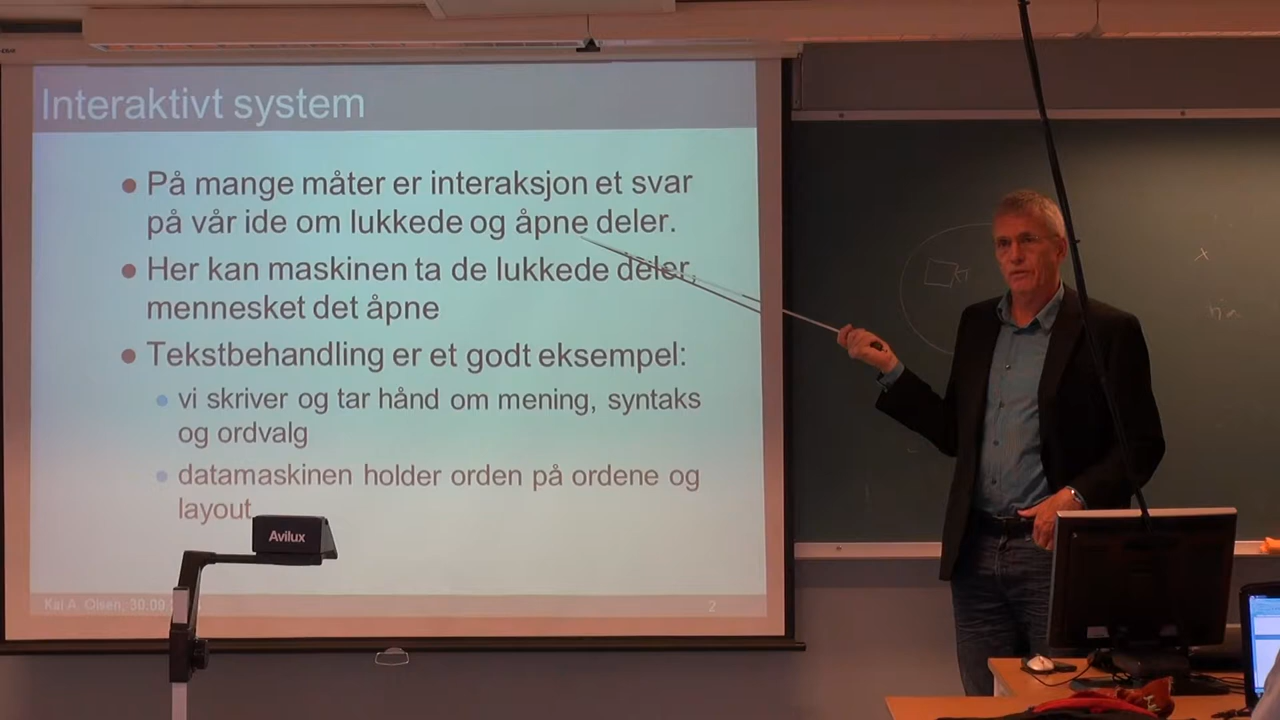 Interaktivt system
På mange måter er interaksjon et svar
på vår ide om lukkede og åpne deler.
Her kan maskinen ta de lukkede deler,
mennesket det åpne
Tekstbehandling er et godt eksempel:
vi skriver og tar hånd om mening, syntaks
og ordvalg
datamaskinen holder orden på ordene og
layout
Avilux
Kai A. Olsen, 30.09
2
x